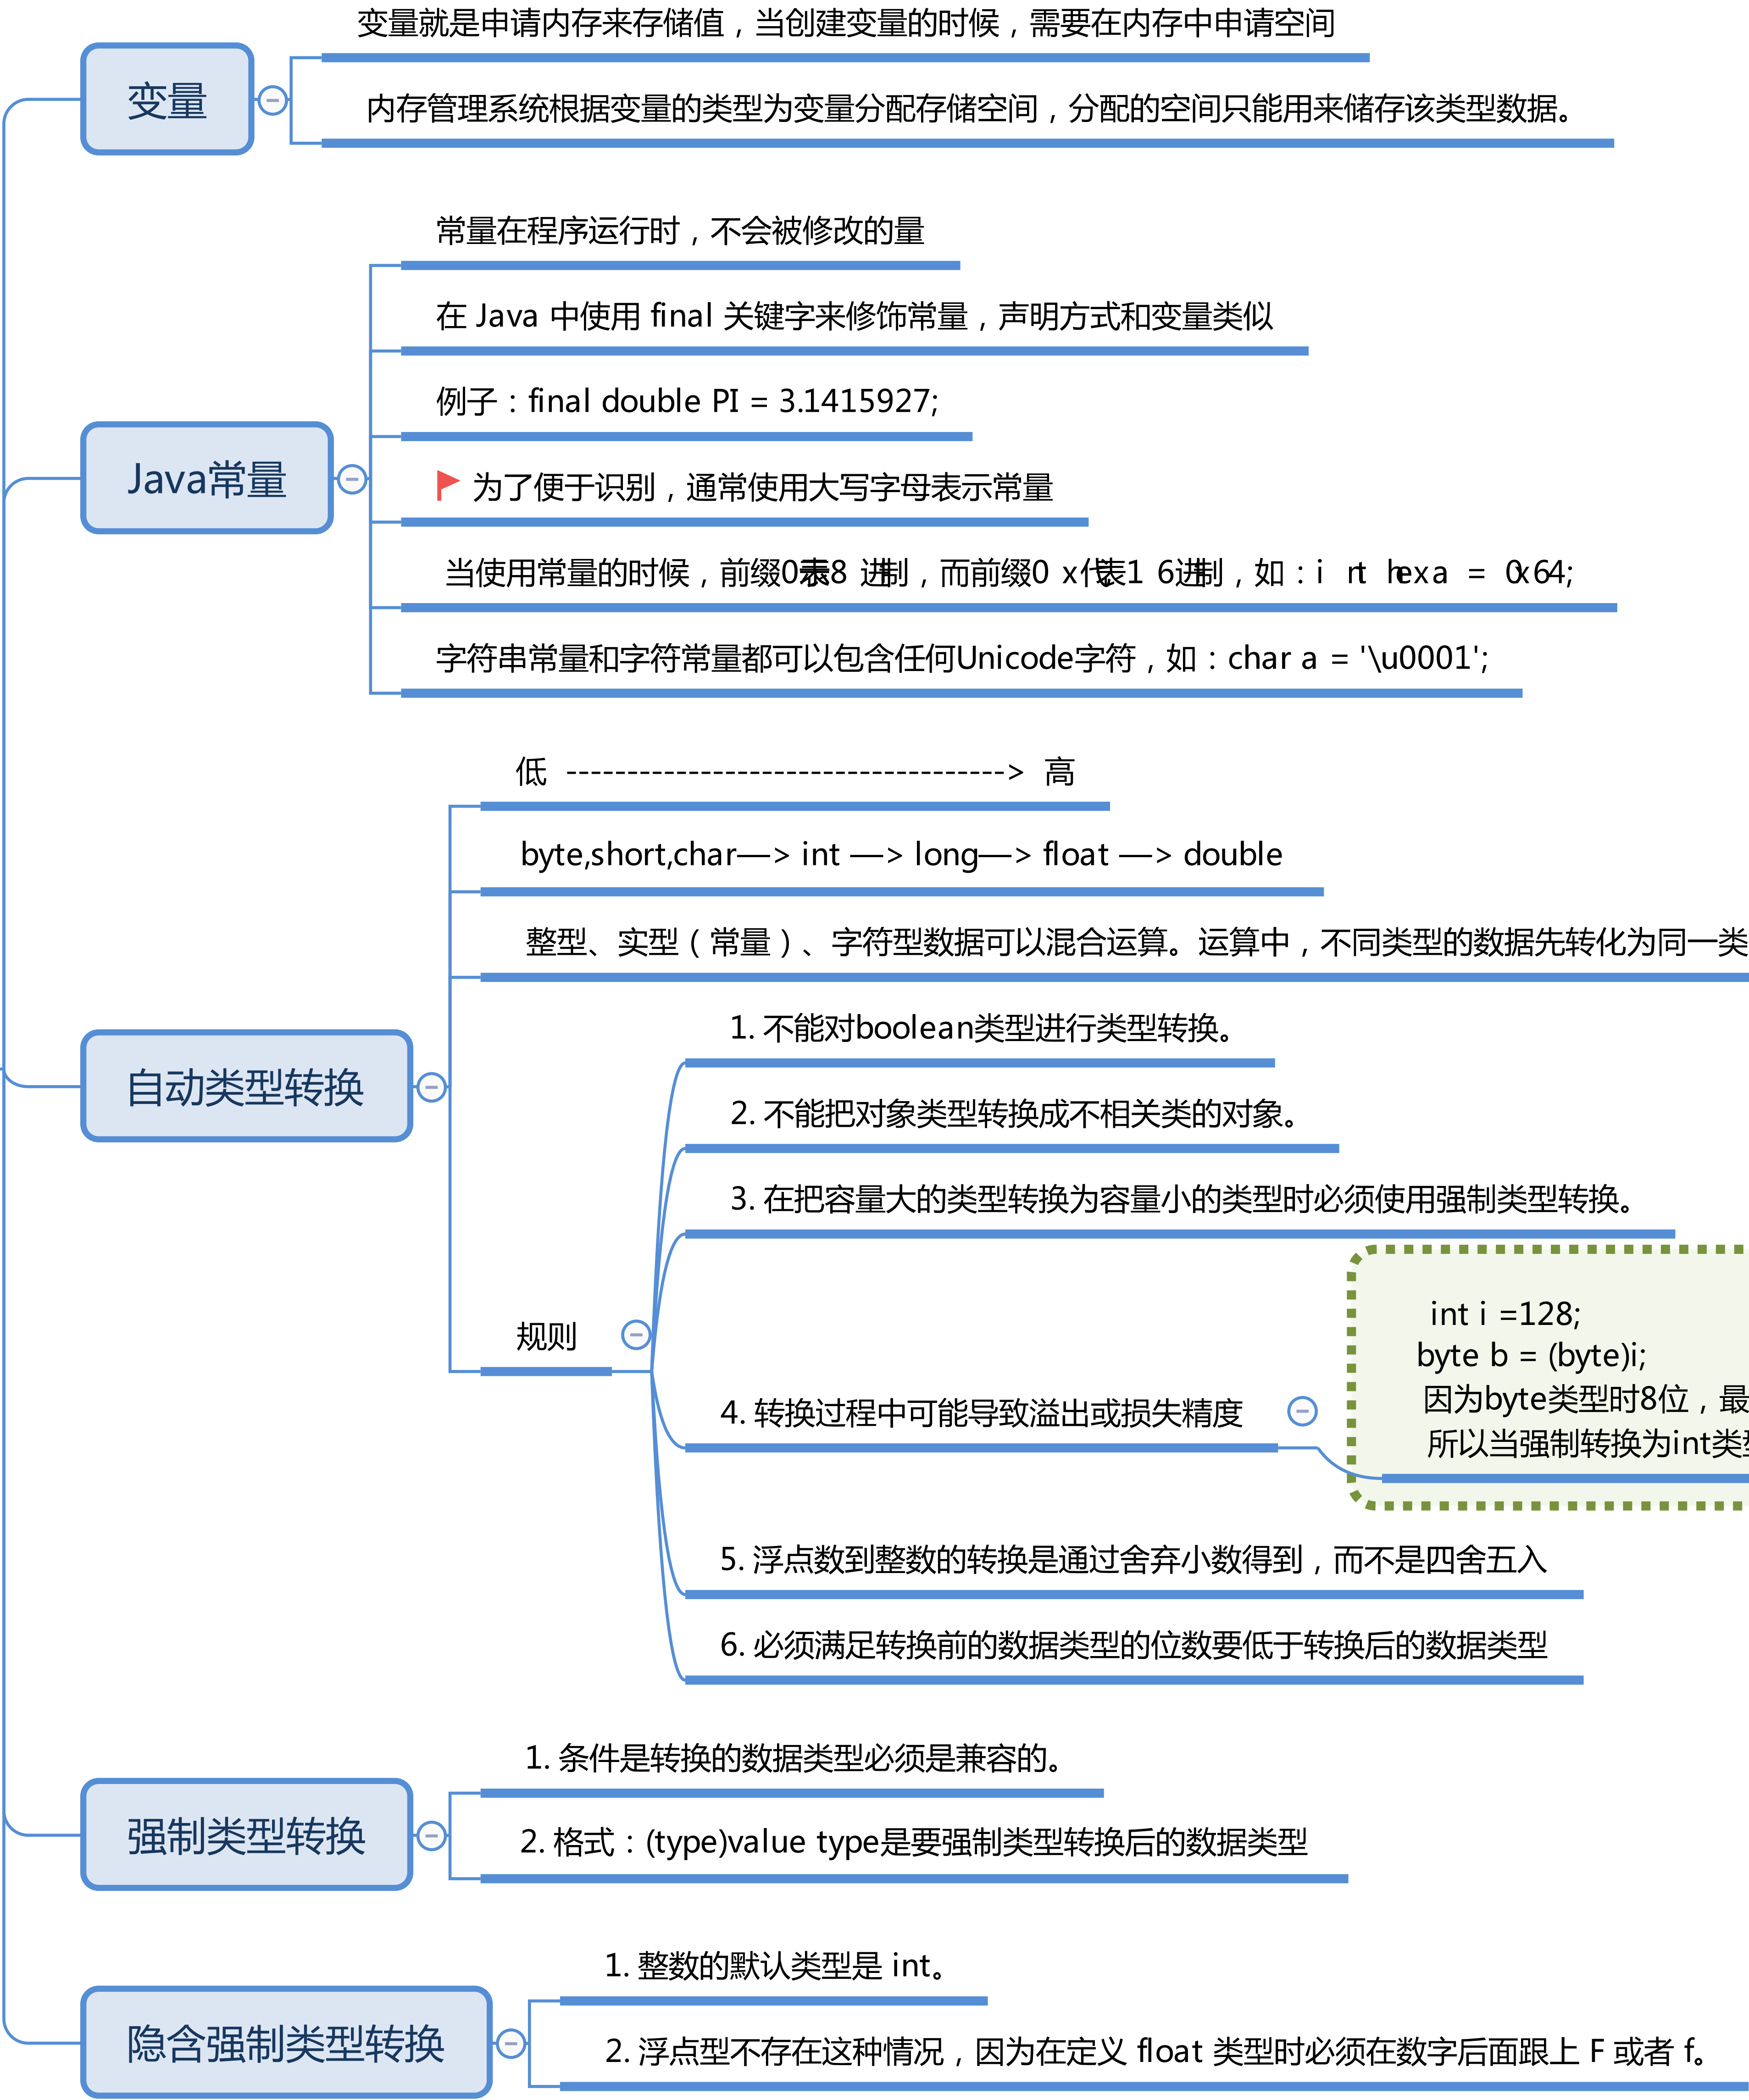 变量
变量就是申请内存来存储值，当创建变量的时候，需要在内存中申请空间
内存管理系统根据变量的类型为变量分配存储空间，分配的空间只能用来储存该类型数据。
Java常量
常量在程序运行时，不会被修改的量
在 Java 中使用 final 关键字来修饰常量，声明方式和变量类似
例子：final double PI = 3.1415927;
为了便于识别，通常使用大写字母表示常量
当使用常量的时候，前缀0表示8 进制，而前缀0 x代表1 6进制，如：int hexa = 0x64;
字符串常量和字符常量都可以包含任何Unicode字符，如：char a = '\u0001';
自动类型转换
低 ------------------------------------> 高
byte,short,char—> int —> long—> float —> double
整型、实型（常量）、字符型数据可以混合运算。运算中，不同类型的数据先转化为同一类
规则
1. 不能对boolean类型进行类型转换。
2. 不能把对象类型转换成不相关类的对象。
3. 在把容量大的类型转换为容量小的类型时必须使用强制类型转换。
4. 转换过程中可能导致溢出或损失精度
int i =128;
byte b = (byte)i;
因为byte类型时8位，最
所以当强制转换为int类型
5. 浮点数到整数的转换是通过舍弃小数得到，而不是四舍五入
6. 必须满足转换前的数据类型的位数要低于转换后的数据类型
强制类型转换
1. 条件是转换的数据类型必须是兼容的。
2. 格式：(type)value type是要强制类型转换后的数据类型
隐含强制类型转换
1. 整数的默认类型是 int。
2. 浮点型不存在这种情况，因为在定义 float 类型时必须在数字后面跟上 F 或者 f。